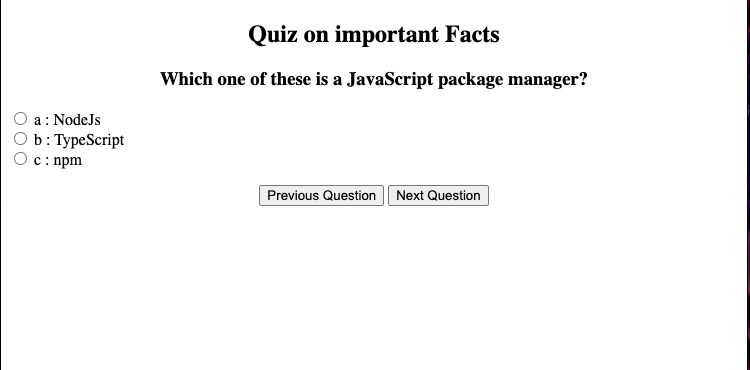 Quiz on important Facts
Which one of these is a JavaScript package manager?
a : NodeJs
b : TypeScript
c : npm
Previous Question Next Question